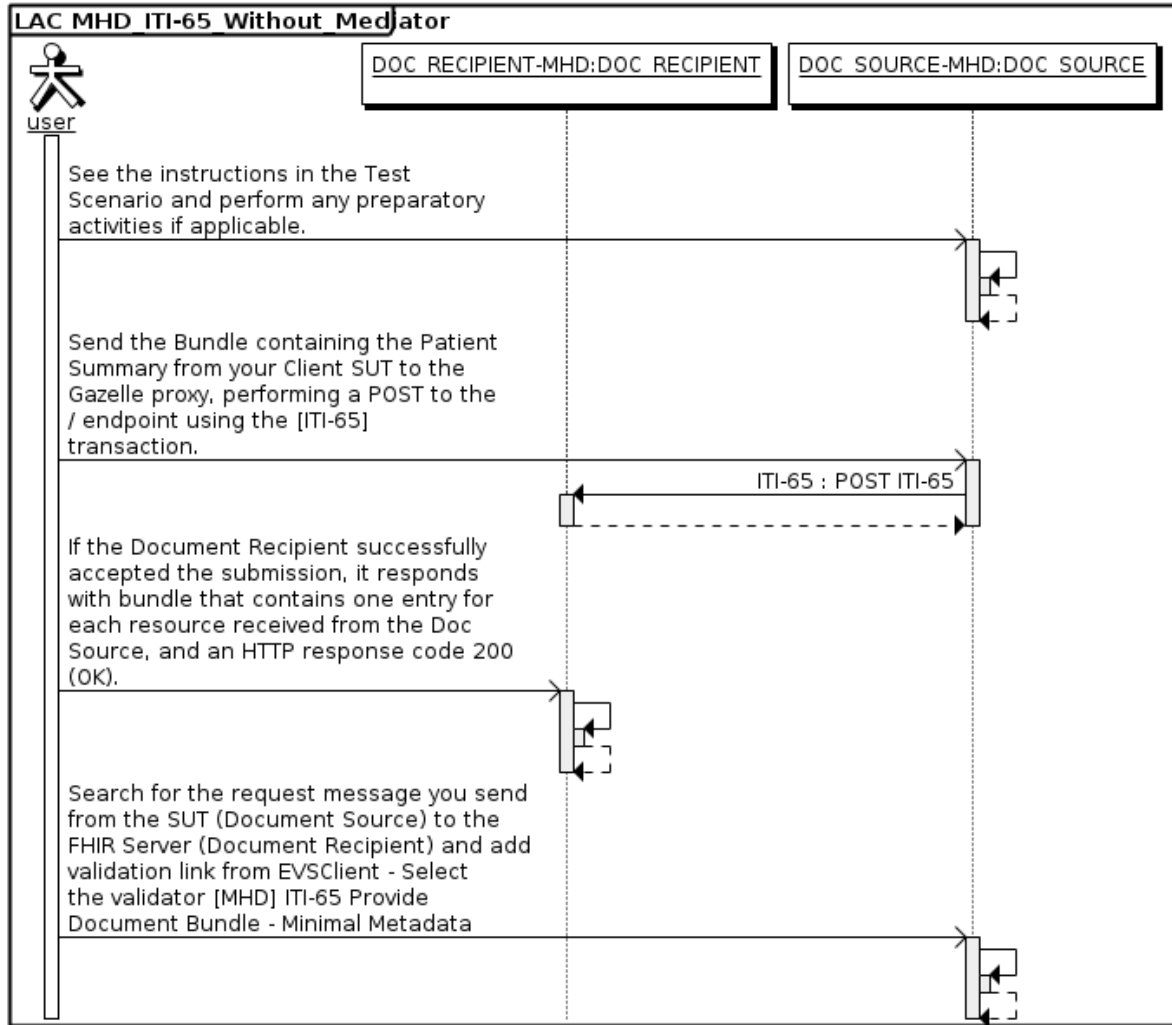 LAC MHD_ITI-65_Without_Mediator
user
DOC RECIPIENT-MHD:DOC RECIPIENT
DOC SOURCE-MHD:DOC SOURCE
See the instructions in the Test
Scenario and perform any preparatory
activities if applicable.
Send the Bundle containing the Patient
Summary from your Client SUT to the
Gazelle proxy, performing a POST to the
/ endpoint using the [ITI-65]
transaction.
ITI-65 : POST ITI-65
If the Document Recipient successfully
accepted the submission, it responds
with bundle that contains one entry for
each resource received from the Doc
Source, and an HTTP response code 200
(OK).
Search for the request message you send
from the SUT (Document Source) to the
FHIR Server (Document Recipient) and add
validation link from EVSClient - Select
the validator [MHD] ITI-65 Provide
Document Bundle - Minimal Metadata